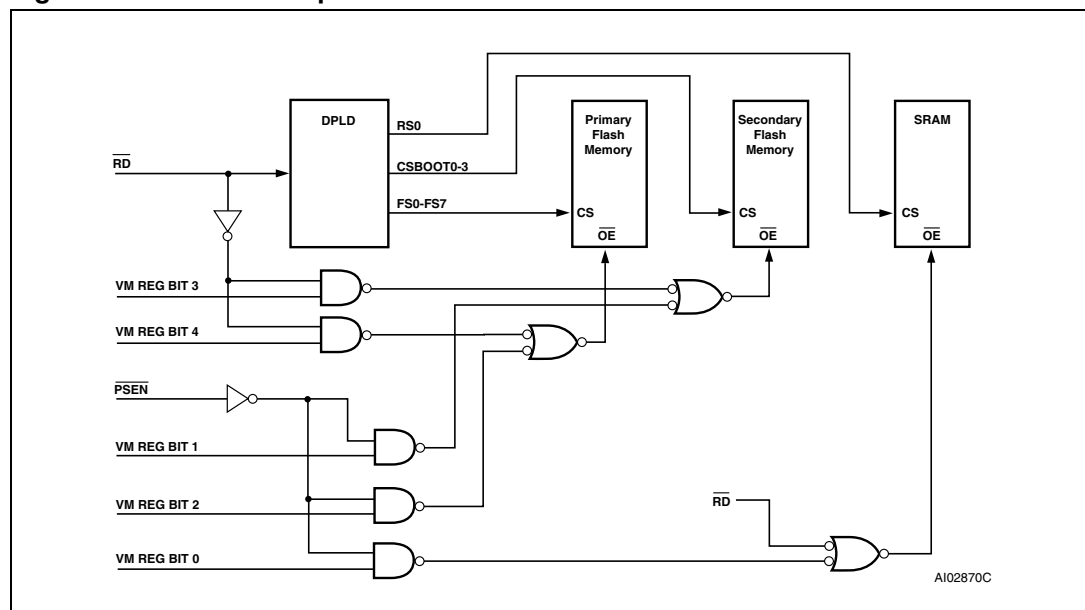 DPLD
RS0
CSBOOT0-3
FS0-FS7
Primary
Flash
Memory
CS
OE
Secondary
Flash
Memory
CS
OE
SRAM
CS
OE
RD
VM REG BIT 3
VM REG BIT 4
PSEN
VM REG BIT 1
VM REG BIT 2
VM REG BIT 0
RD
AI02870C